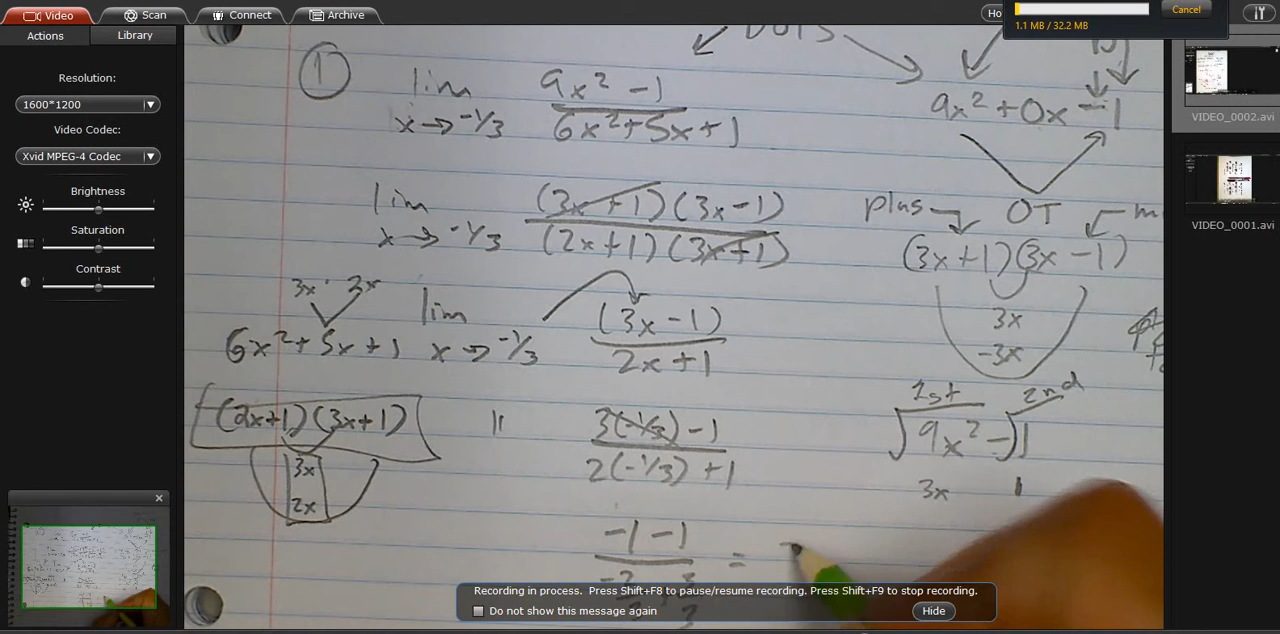 Video Scan Connect Archive Ho
Cancel
1.1 MB / 32.2 MB
Actions Library
Resolution:
1600*1200
Video Codec:
Xvid MPEG-4 Codec
Brightness
Saturation
Contrast
VIDEO_0002.avi
VIDEO_0001.avi
DOTS
① lim 9x² - 1
x → -1/3 6x² + 5x + 1
9x² + 0x - 1
lim (3x + 1)(3x - 1)
x → -1/3 (2x + 1)(3x + 1)
plus OT
(3x + 1)(3x - 1)
3x
-3x
lim (3x - 1)
x → -1/3 2x + 1
6x² + 5x + 1
(2x+1)(3x+1)
3x
2x
" 3(-1/3) - 1
2(-1/3) + 1
1st 2nd
√9x² - √1
3x 1
-1 - 1 =
Recording in process. Press Shift+F8 to pause/resume recording. Press Shift+F9 to stop recording.
Do not show this message again Hide